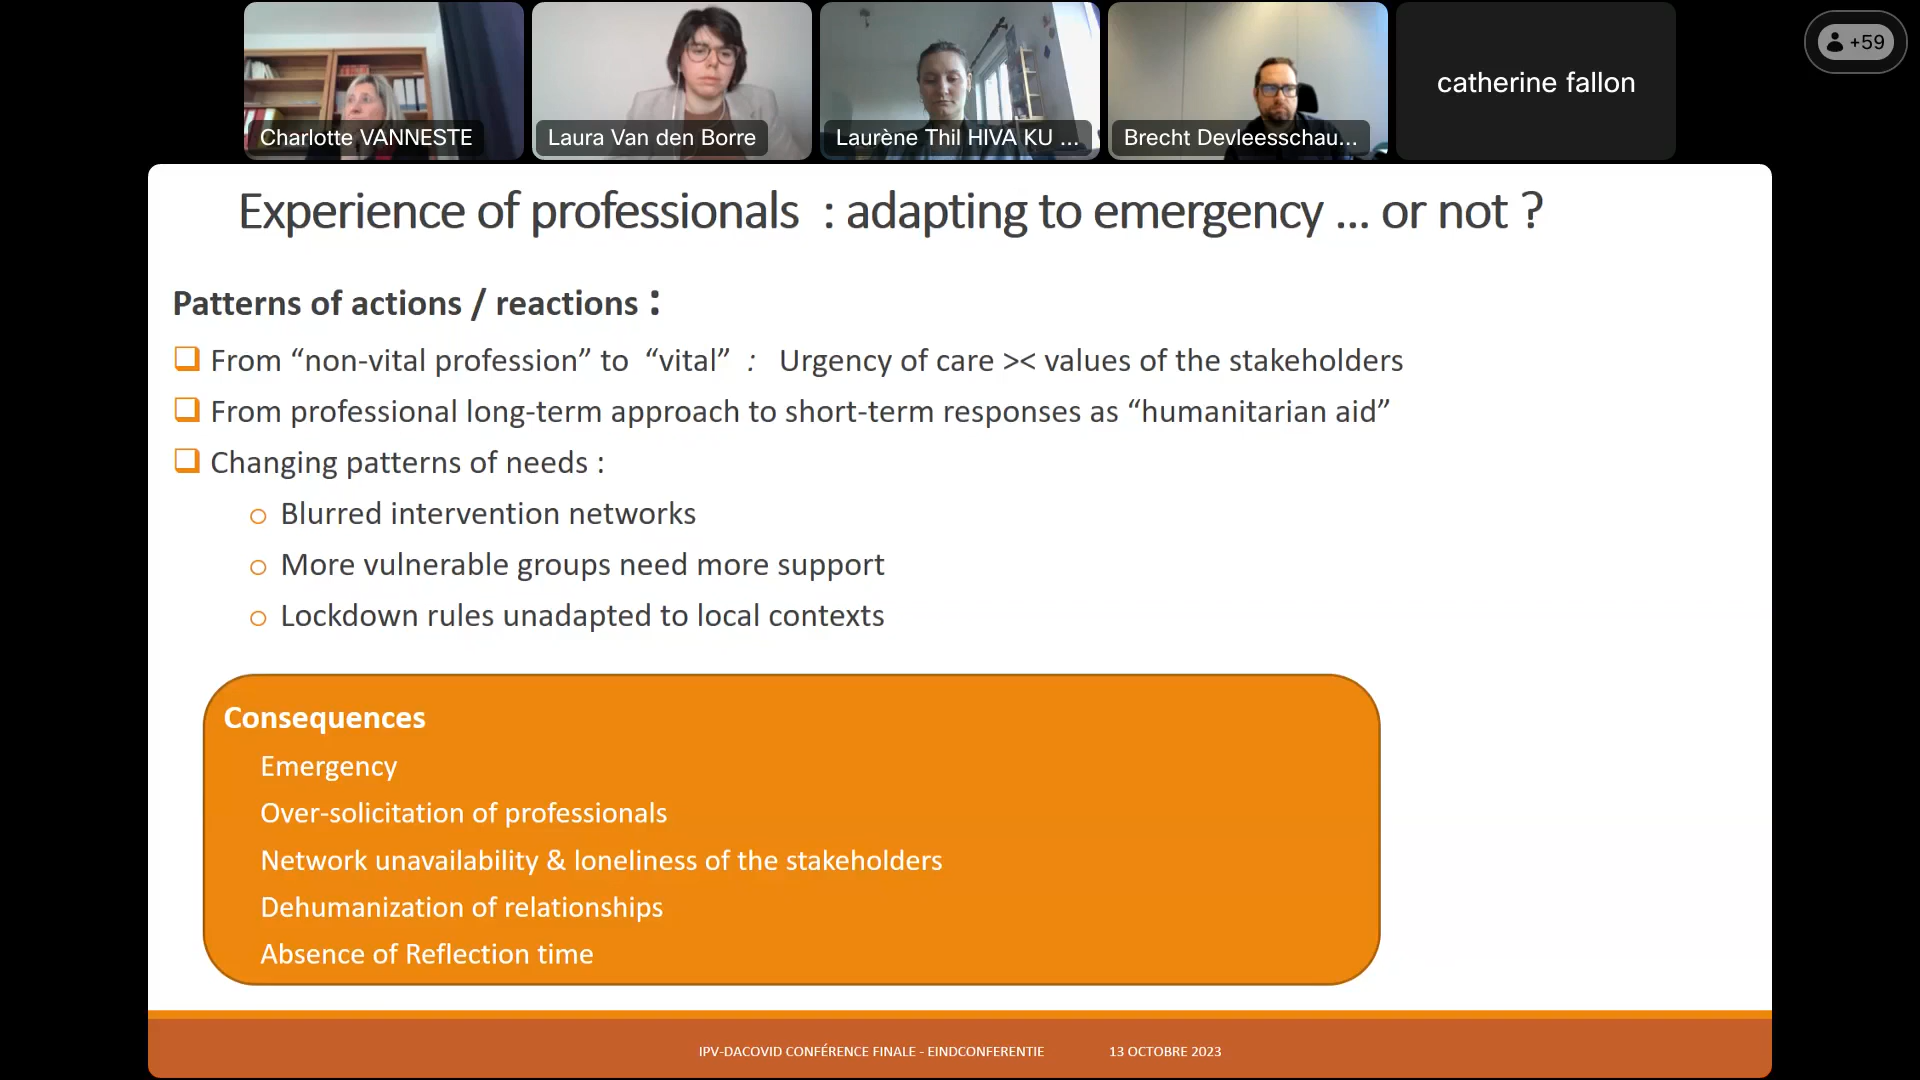 Charlotte VANNESTE
Laura Van den Borre
Laurène Thil HIVA KU ...
Brecht Devleesschau...
catherine fallon
+59
Experience of professionals : adapting to emergency ... or not ?
Patterns of actions / reactions :
From “non-vital profession” to “vital” : Urgency of care >< values of the stakeholders
From professional long-term approach to short-term responses as “humanitarian aid”
Changing patterns of needs :
Blurred intervention networks
More vulnerable groups need more support
Lockdown rules unadapted to local contexts
Consequences
Emergency
Over-solicitation of professionals
Network unavailability & loneliness of the stakeholders
Dehumanization of relationships
Absence of Reflection time
IPV-DACOVID CONFÉRENCE FINALE - EINDCONFERENTIE 13 OCTOBRE 2023